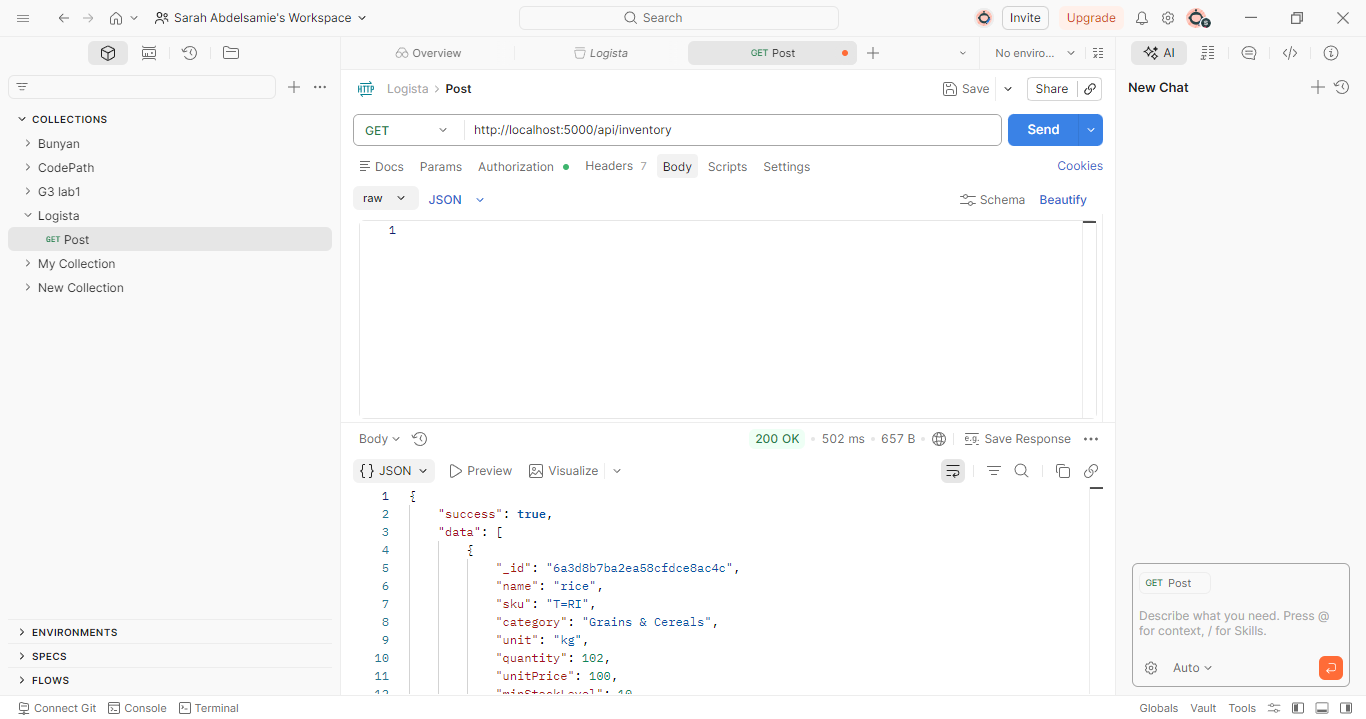 Sarah Abdelsamie's Workspace
Search
Invite
Upgrade
S
Overview
Logista
GET Post
No enviro...
AI
COLLECTIONS
Bunyan
CodePath
G3 lab1
Logista
GET Post
My Collection
New Collection
ENVIRONMENTS
SPECS
FLOWS
HTTP Logista > Post
Save
Share
GET
http://localhost:5000/api/inventory
Send
Docs Params Authorization Headers 7 Body Scripts Settings
Cookies
raw JSON
Schema Beautify
1
Body
200 OK • 502 ms • 657 B
e.g. Save Response
{} JSON Preview Visualize
1 {
2 "success": true,
3 "data": [
4 {
5 "_id": "6a3d8b7ba2ea58cfdce8ac4c",
6 "name": "rice",
7 "sku": "T=RI",
8 "category": "Grains & Cereals",
9 "unit": "kg",
10 "quantity": 102,
11 "unitPrice": 100,
12 "minStockLevel": 10
New Chat
GET Post
Describe what you need. Press @
for context, / for Skills.
Auto
Connect Git Console Terminal
Globals Vault Tools